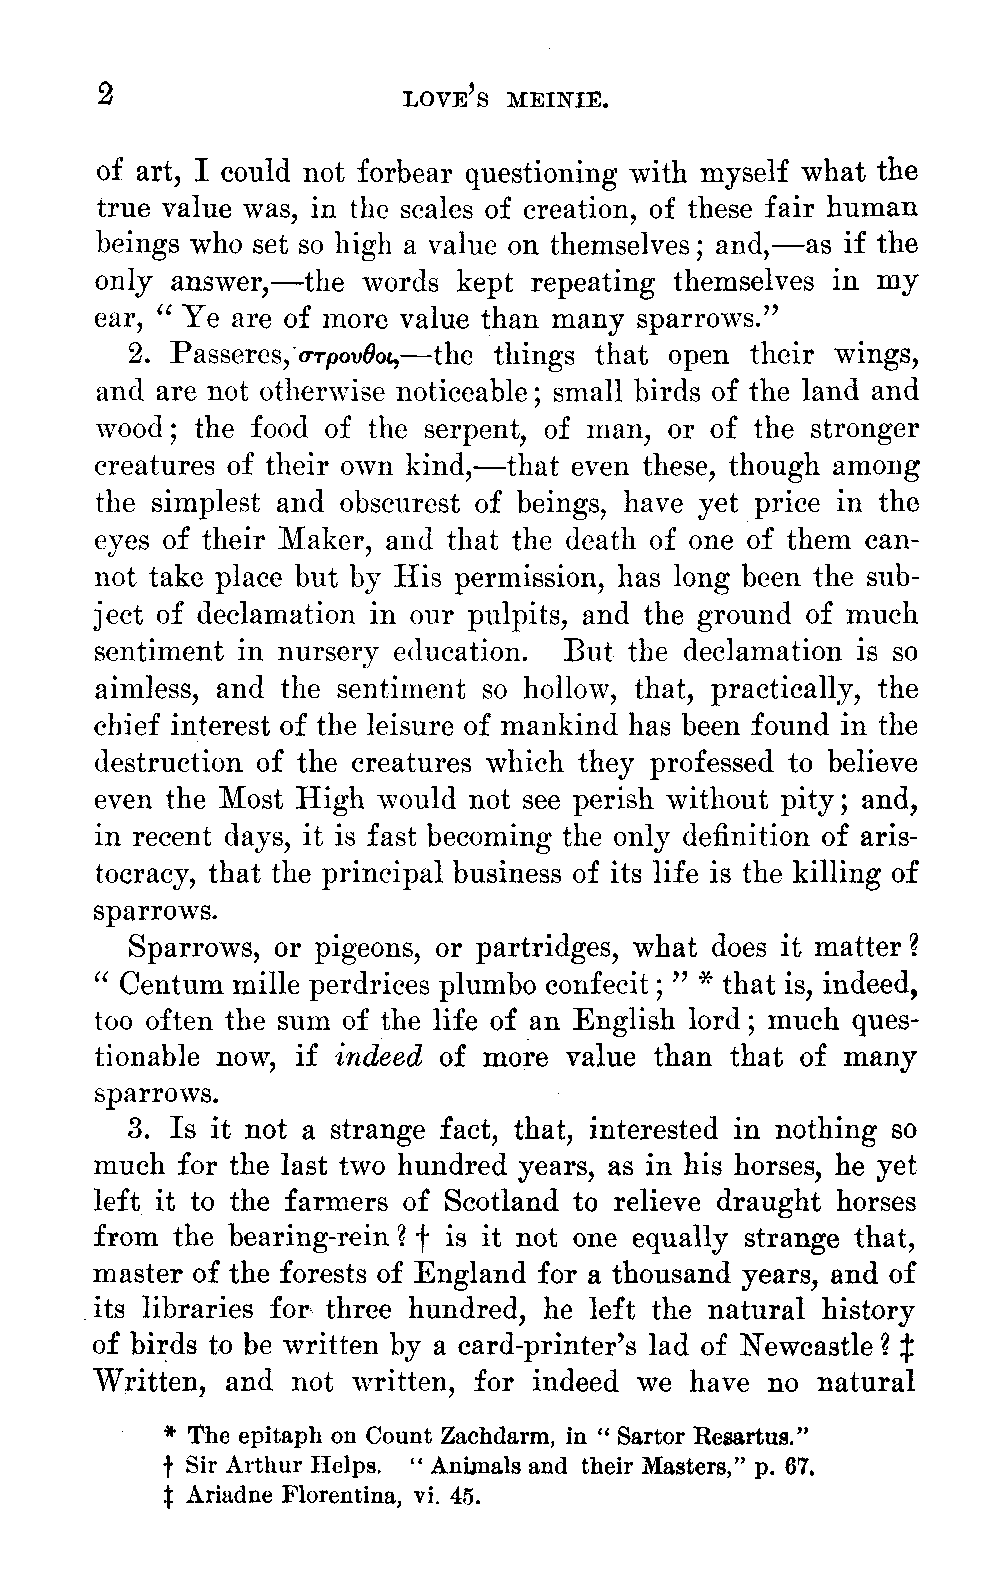 2 LOVE'S MEINIE.
of art, I could not forbear questioning with myself what the
true value was, in the scales of creation, of these fair human
beings who set so high a value on themselves; and,—as if the
only answer,—the words kept repeating themselves in my
ear, “ Ye are of more value than many sparrows.”
2. Passeres, στρουθοι,—the things that open their wings,
and are not otherwise noticeable; small birds of the land and
wood; the food of the serpent, of man, or of the stronger
creatures of their own kind,—that even these, though among
the simplest and obscurest of beings, have yet price in the
eyes of their Maker, and that the death of one of them can-
not take place but by His permission, has long been the sub-
ject of declamation in our pulpits, and the ground of much
sentiment in nursery education. But the declamation is so
aimless, and the sentiment so hollow, that, practically, the
chief interest of the leisure of mankind has been found in the
destruction of the creatures which they professed to believe
even the Most High would not see perish without pity; and,
in recent days, it is fast becoming the only definition of aris-
tocracy, that the principal business of its life is the killing of
sparrows.
Sparrows, or pigeons, or partridges, what does it matter?
“ Centum mille perdrices plumbo confecit; ” * that is, indeed,
too often the sum of the life of an English lord; much ques-
tionable now, if indeed of more value than that of many
sparrows.
3. Is it not a strange fact, that, interested in nothing so
much for the last two hundred years, as in his horses, he yet
left it to the farmers of Scotland to relieve draught horses
from the bearing-rein? † is it not one equally strange that,
master of the forests of England for a thousand years, and of
its libraries for three hundred, he left the natural history
of birds to be written by a card-printer's lad of Newcastle? ‡
Written, and not written, for indeed we have no natural
* The epitaph on Count Zachdarm, in “ Sartor Resartus.”
† Sir Arthur Helps. “ Animals and their Masters,” p. 67.
‡ Ariadne Florentina, vi. 45.